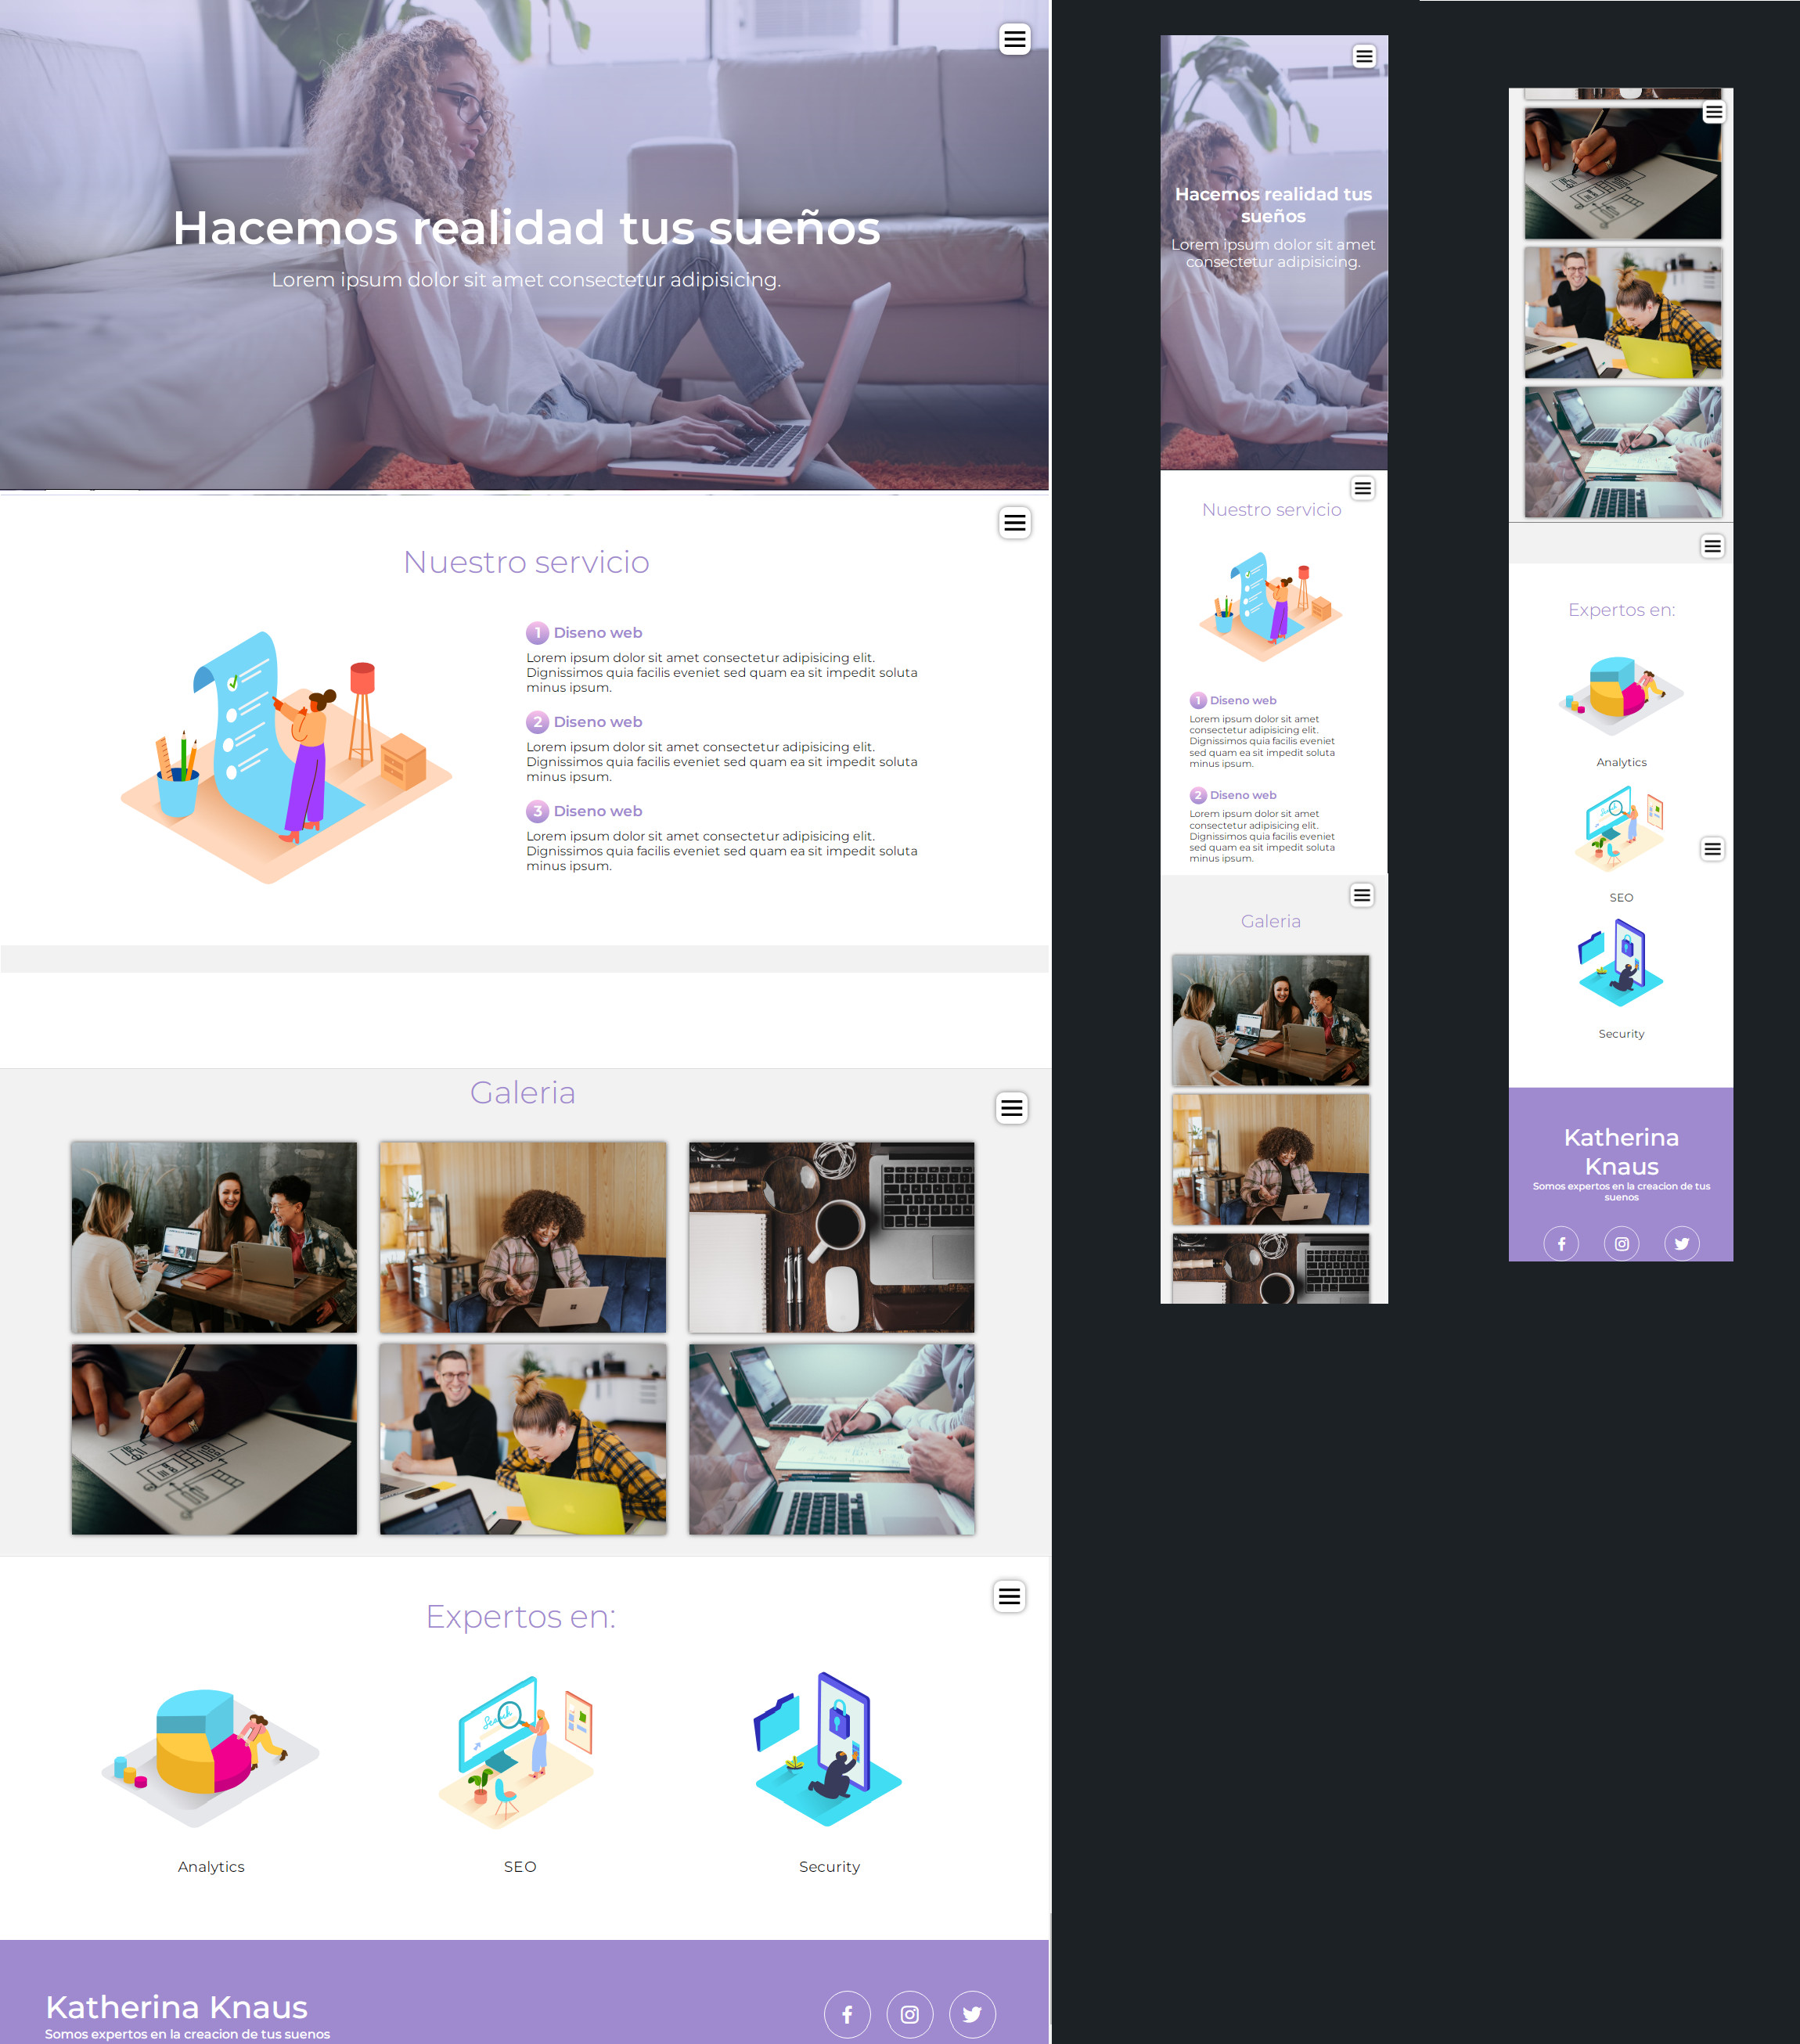 Hacemos realidad tus sueños
Lorem ipsum dolor sit amet consectetur adipisicing.
Nuestro servicio
1 Diseno web
Lorem ipsum dolor sit amet consectetur adipisicing elit.
Dignissimos quia facilis eveniet sed quam ea sit impedit soluta
minus ipsum.
2 Diseno web
Lorem ipsum dolor sit amet consectetur adipisicing elit.
Dignissimos quia facilis eveniet sed quam ea sit impedit soluta
minus ipsum.
3 Diseno web
Lorem ipsum dolor sit amet consectetur adipisicing elit.
Dignissimos quia facilis eveniet sed quam ea sit impedit soluta
minus ipsum.
Galeria
Expertos en:
Search
Analytics
SEO
Security
Katherina Knaus
Somos expertos en la creacion de tus suenos
Hacemos realidad tus
sueños
Lorem ipsum dolor sit amet
consectetur adipisicing.
Nuestro servicio
1 Diseno web
Lorem ipsum dolor sit amet
consectetur adipisicing elit.
Dignissimos quia facilis eveniet
sed quam ea sit impedit soluta
minus ipsum.
2 Diseno web
Lorem ipsum dolor sit amet
consectetur adipisicing elit.
Dignissimos quia facilis eveniet
sed quam ea sit impedit soluta
minus ipsum.
Galeria
Expertos en:
Analytics
Search
SEO
Security
Katherina
Knaus
Somos expertos en la creacion de tus
suenos